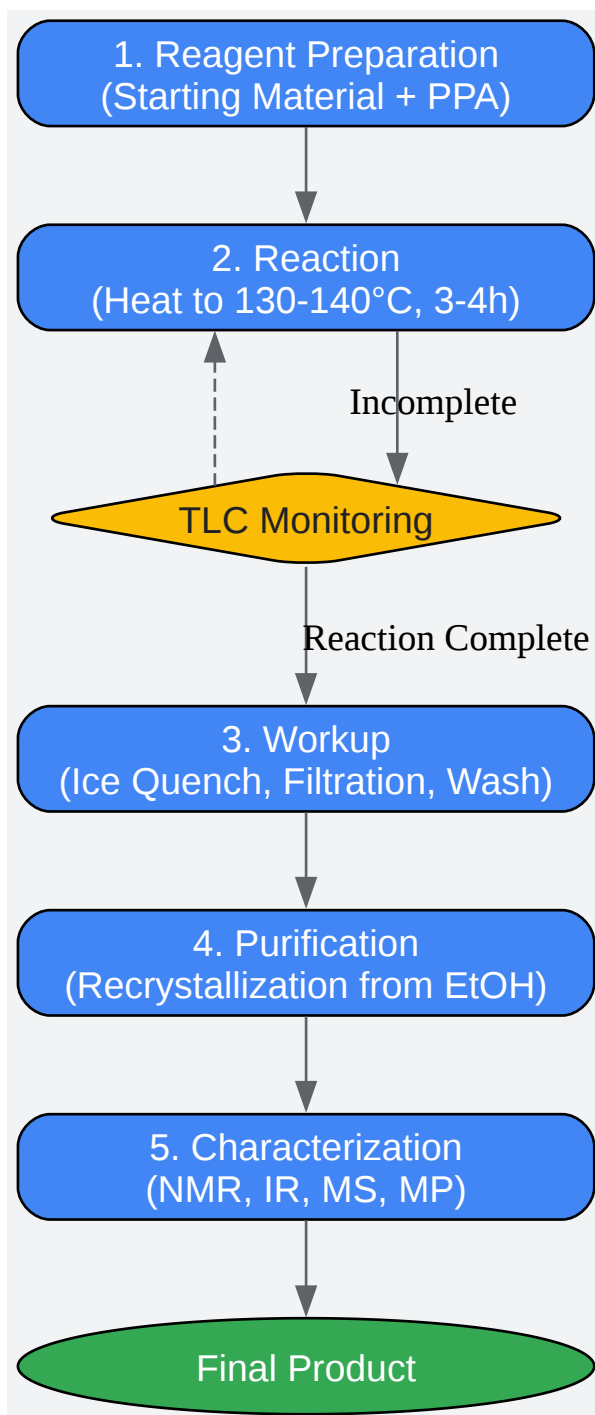 1. Reagent Preparation
(Starting Material + PPA)
2. Reaction
(Heat to 130-140°C, 3-4h)
Incomplete
TLC Monitoring
Reaction Complete
3. Workup
(Ice Quench, Filtration, Wash)
4. Purification
(Recrystallization from EtOH)
5. Characterization
(NMR, IR, MS, MP)
Final Product